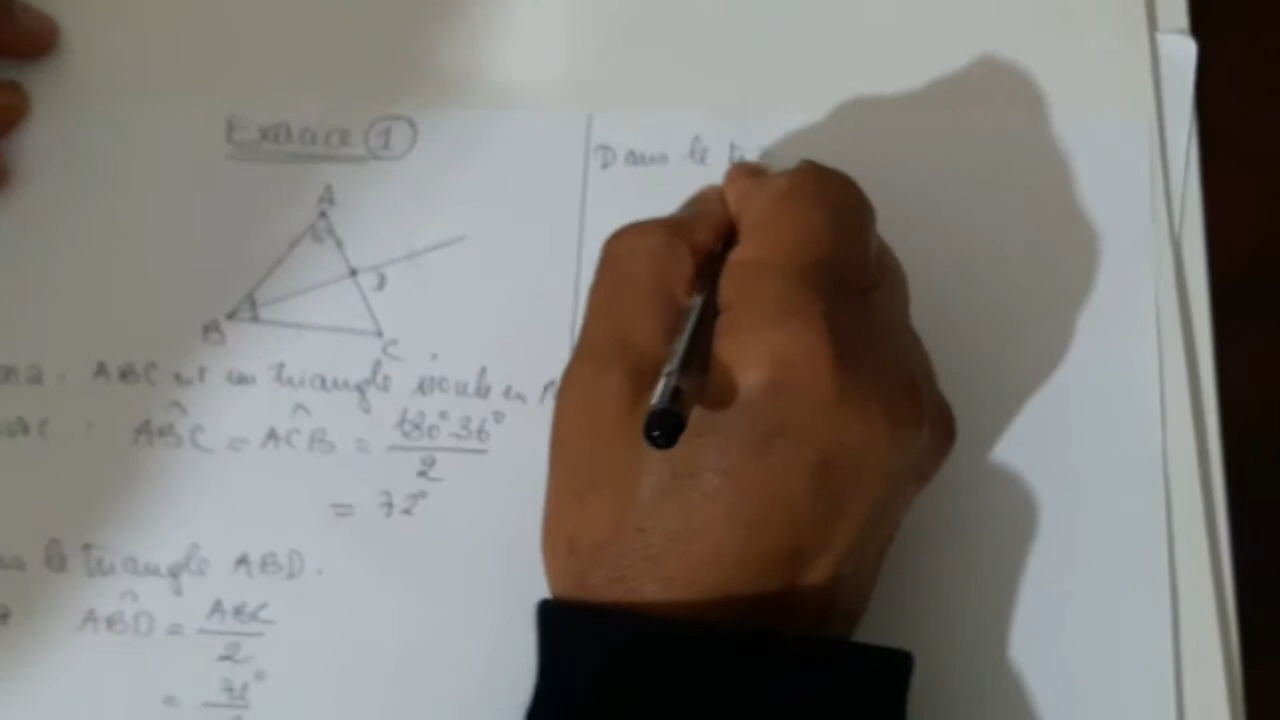 Exercice 1
A
D
B
C
ABC est un triangle isocèle en
ABC = ACB = 180° - 36°
2
= 72°
le triangle ABD.
ABD = ABC
2
= 72°
Dans le